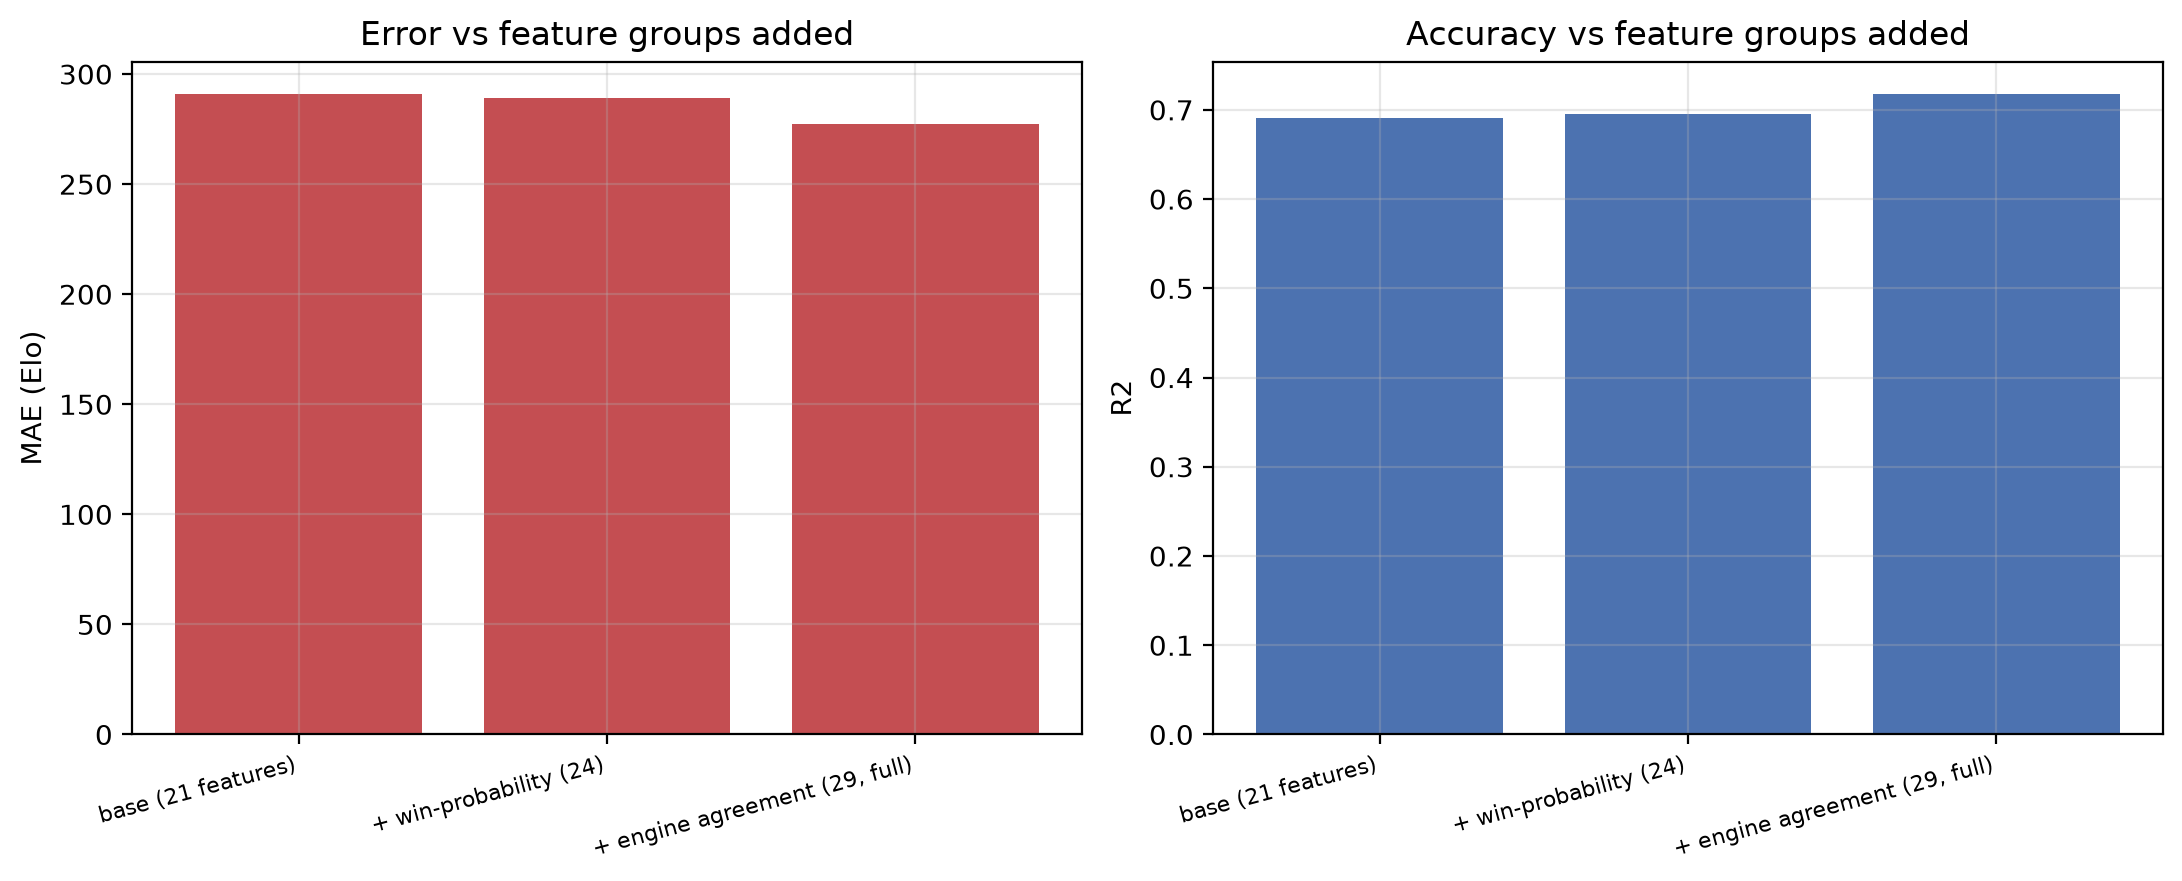 Error vs feature groups added
MAE (Elo)
300
250
200
150
100
50
0
base (21 features)
+ win-probability (24)
+ engine agreement (29, full)
Accuracy vs feature groups added
R2
0.7
0.6
0.5
0.4
0.3
0.2
0.1
0.0
base (21 features)
+ win-probability (24)
+ engine agreement (29, full)